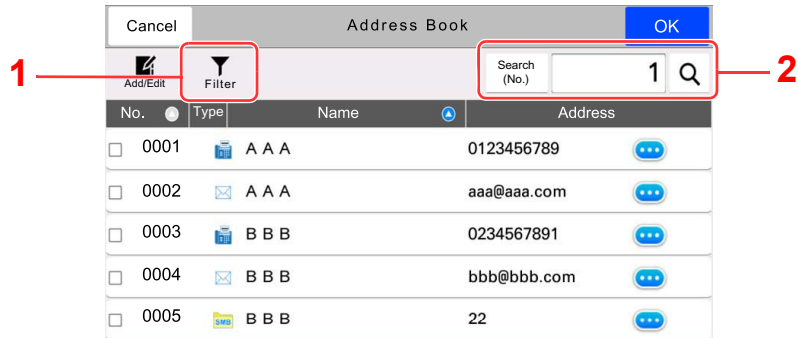 Cancel Address Book OK
1 Add/Edit Filter Search (No.) 1 2
No. Type Name Address
0001 A A A 0123456789
0002 A A A aaa@aaa.com
0003 B B B 0234567891
0004 B B B bbb@bbb.com
0005 SMB B B B 22